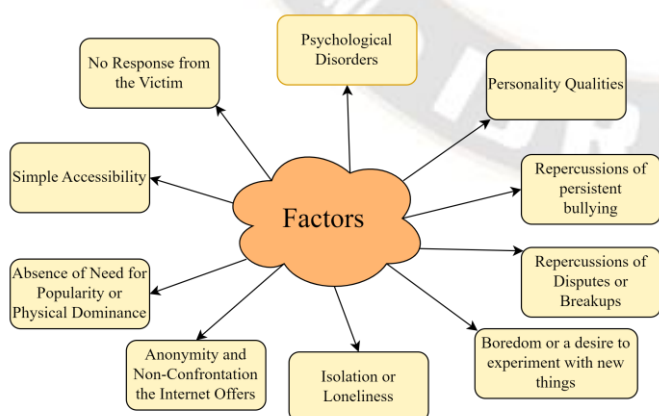 Psychological
Disorders
No Response from
the Victim
Personality Qualities
Simple Accessibility
Repercussions of
persistent
bullying
Factors
Absence of Need for
Popularity or
Physical Dominance
Repercussions of
Disputes or
Breakups
Anonymity and
Non-Confrontation
the Internet Offers
Isolation or
Loneliness
Boredom or a desire to
experiment with new
things